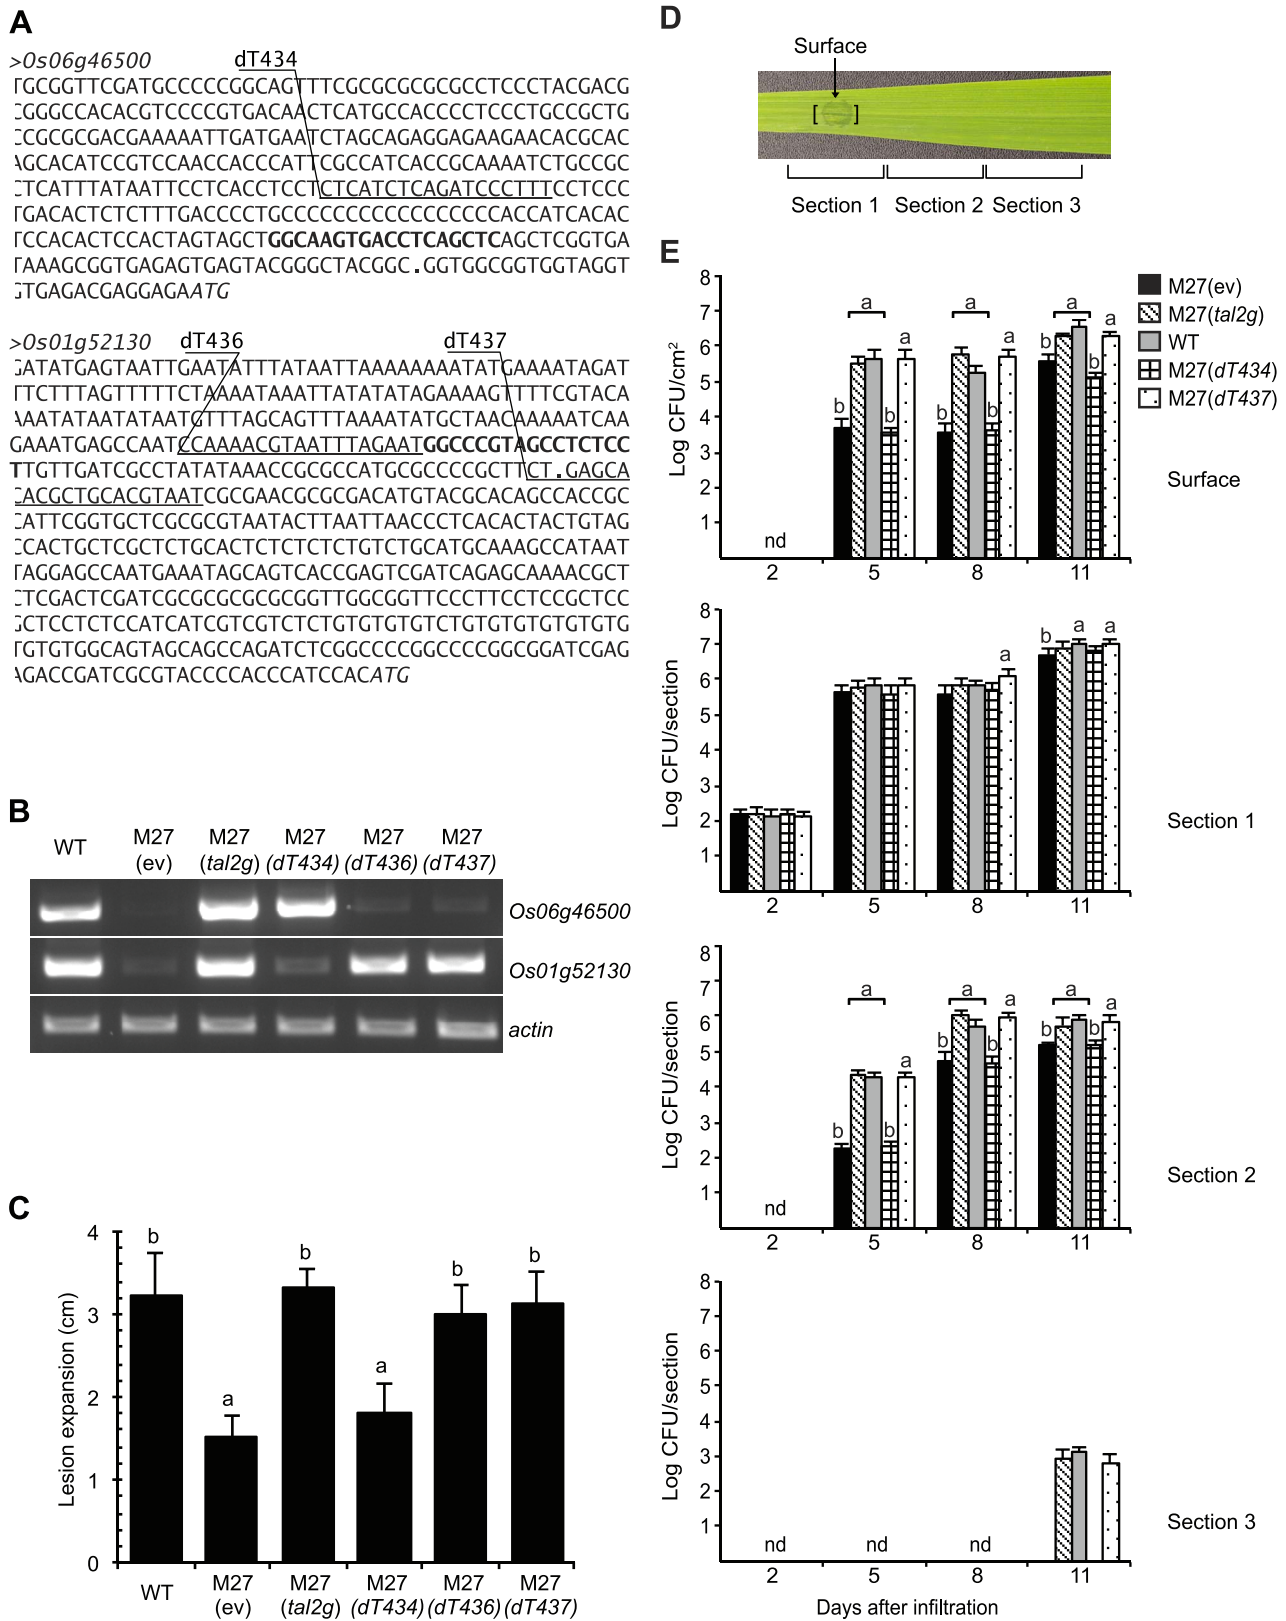 A
>Os06g46500 dT434
TGCGGTTCGATGCCCCCGGCAGTTTCGCGCGCGCGCCTCCCTACGACG
CGGGCCACACGTCCCCGTGACAACTCATGCACCCCTCCCTGCCGCTG
CCGCGCGACGAAAAATTGATGAATCTAGCAGAGGAGAAGAACACGCAC
AGCACATCCGTCCAACCACCCATTCGCCATCACCGCAAAATCTGCCGC
CTCATTTATAATTCCTCACCTCCTCTCATCTCAGATCCCTTTCCTCCC
TGACACTCTCTTTGACCCCTGCCCCCCCCCCCCCCCCCACCATCACAC
TCCACACTCCACTAGTAGCTGGCAAGTGACCTCAGCTCAGCTCGGTGA
TAAAGCGGTGAGAGTGAGTACGGGCTACGGC.GGTGGCGGTGGTAGGT
GTGAGACGAGGAGAATG
>Os01g52130 dT436 dT437
GATATGAGTAATTGAATATTTATAATTAAAAAAAATATGAAAATAGAT
TTCTTTAGTTTTTCTAAAATAAATTATATATAGAAAAGTTTTCGTACA
AAATATAATATAATGTTTAGCAGTTTAAAATATGCTAACAAAAATCAA
GAAATGAGCCAATCCAAAACGTAATTTAGAATGGCCCGTAGCCTCTCC
TTGTTGATCGCCTATATAAACCGCGCCATGCGCCCCGCTTCT.GAGCA
CACGCTGCACGTAATCGCGAACGCGCGACATGTACGCACAGCCACCGC
CATTCGGTGCTCGCGCGTAATACTTAATTAACCCTCACACTACTGTAG
CCACTGCTCGCTCTGCACTCTCTCTCTGTCTGCATGCAAAGCCATAAT
TAGGAGCCAATGAAATAGCAGTCACCGAGTCGATCAGAGCAAAACGCT
CTCGACTCGATCGCGCGCGCGCGGTTGGCGGTTCCCTTCCTCCGCTCC
GCTCCTCTCCATCATCGTCGTCTCTGTGTGTGTCTGTGTGTGTGTGTG
TGTGTGGCAGTAGCAGCCAGATCTCGGCCCCGGCCCCGGCGGATCGAG
AGACCGATCGCGTACCCCACCCATCCACATG
B
WT M27 (ev) M27 (tal2g) M27 (dT434) M27 (dT436) M27 (dT437)
Os06g46500
Os01g52130
actin
C
Lesion expansion (cm)
4
3
2
1
0
b a b a b b
WT M27 (ev) M27 (tal2g) M27 (dT434) M27 (dT436) M27 (dT437)
D
Surface
[ ]
Section 1 Section 2 Section 3
E
M27(ev)
M27(tal2g)
WT
M27(dT434)
M27(dT437)
Log CFU/cm2
8
7
6
5
4
3
2
1
nd
b a b a
b a b a
b a b a
2 5 8 11
Surface
Log CFU/section
8
7
6
5
4
3
2
1
a
b a a
2 5 8 11
Section 1
Log CFU/section
8
7
6
5
4
3
2
1
nd
b a b a
b a b a
b a b a
2 5 8 11
Section 2
Log CFU/section
8
7
6
5
4
3
2
1
nd nd nd
2 5 8 11
Section 3
Days after infiltration